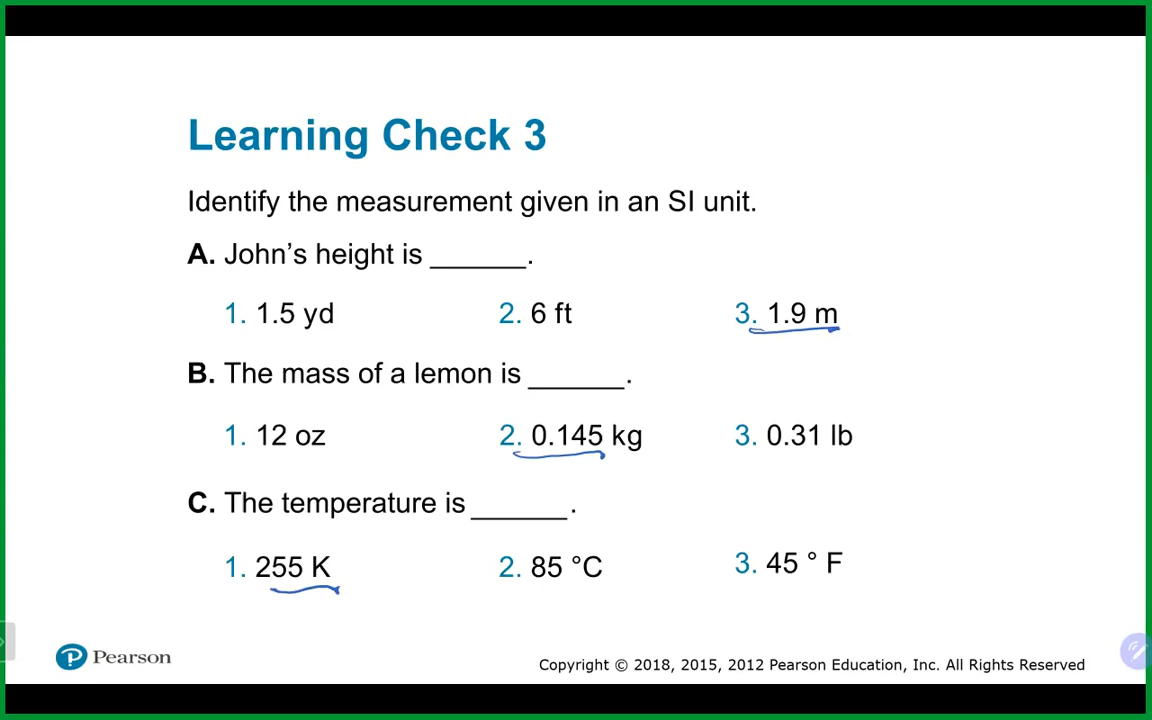 Learning Check 3
Identify the measurement given in an SI unit.
A. John’s height is ______.
1. 1.5 yd 2. 6 ft 3. 1.9 m
B. The mass of a lemon is ______.
1. 12 oz 2. 0.145 kg 3. 0.31 lb
C. The temperature is ______.
1. 255 K 2. 85 °C 3. 45 ° F
Pearson
Copyright © 2018, 2015, 2012 Pearson Education, Inc. All Rights Reserved